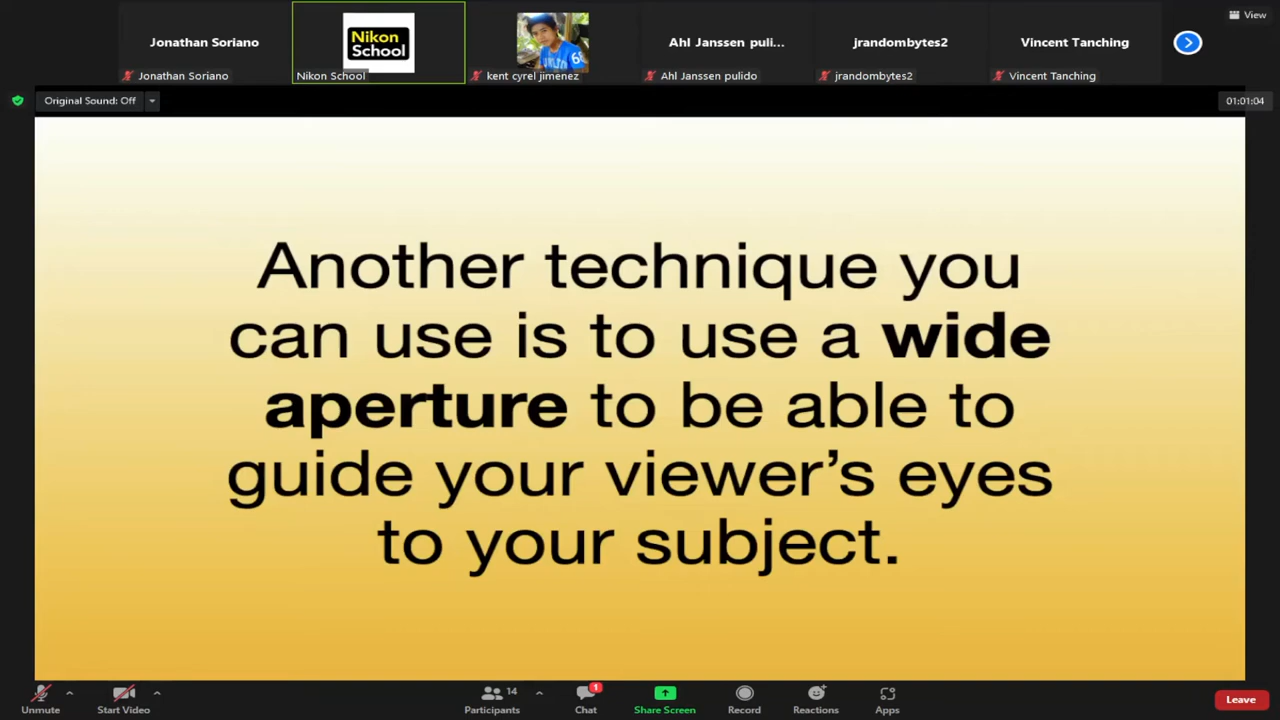 Jonathan Soriano
Nikon
School
Ahl Janssen puli...
jrandombytes2
Vincent Tanching
View
Jonathan Soriano
Nikon School
kent cyrel jimenez
Ahl Janssen pulido
jrandombytes2
Vincent Tanching
Original Sound: Off
01:01:04
Another technique you
can use is to use a wide
aperture to be able to
guide your viewer’s eyes
to your subject.
14
1
Unmute
Start Video
Participants
Chat
Share Screen
Record
Reactions
Apps
Leave